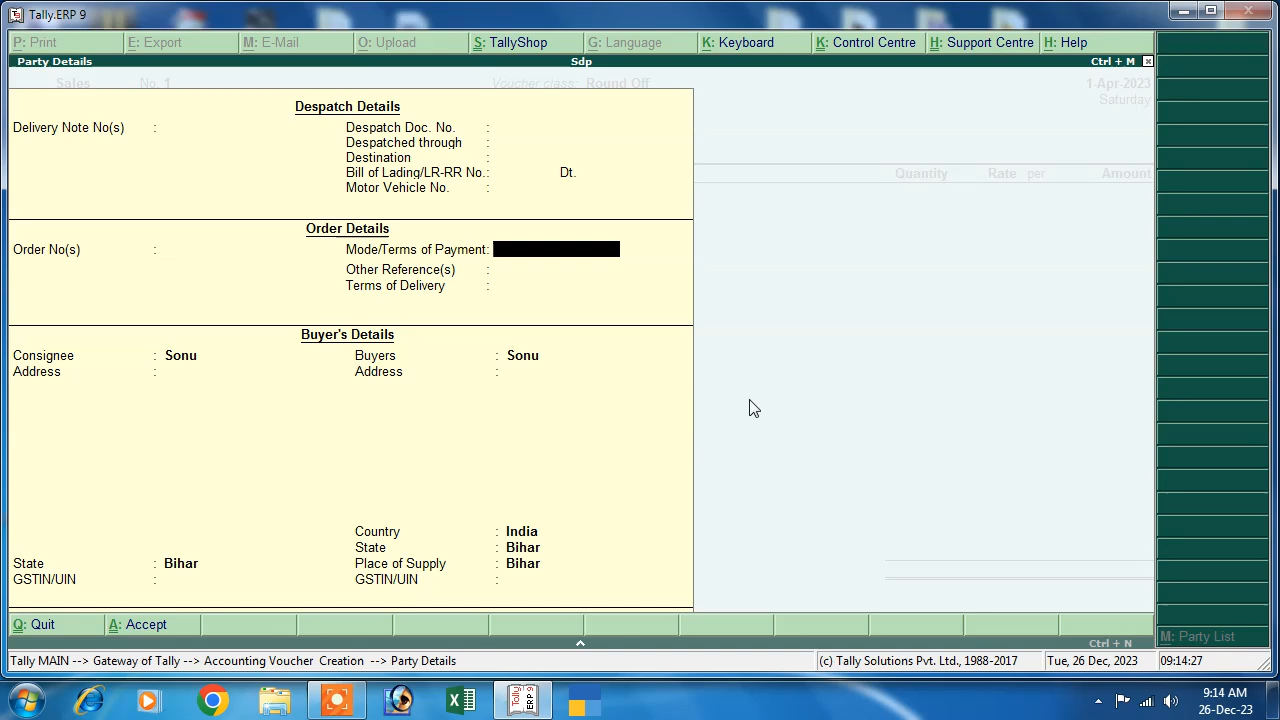 Tally.ERP 9
P: Print E: Export M: E-Mail O: Upload S: TallyShop G: Language K: Keyboard K: Control Centre H: Support Centre H: Help
Party Details Sdp Ctrl + M
Sales No. 1 Voucher class: Round Off 1-Apr-2023
Saturday
Despatch Details
Delivery Note No(s) : Despatch Doc. No. :
Despatched through :
Destination :
Bill of Lading/LR-RR No.: Dt.
Motor Vehicle No. :
Quantity Rate per Amount
Order Details
Order No(s) : Mode/Terms of Payment:
Other Reference(s) :
Terms of Delivery :
Buyer's Details
Consignee : Sonu Buyers : Sonu
Address : Address :
Country : India
State : Bihar
State : Bihar Place of Supply : Bihar
GSTIN/UIN : GSTIN/UIN :
Q: Quit A: Accept
M: Party List
Ctrl + N
Tally MAIN --> Gateway of Tally --> Accounting Voucher Creation --> Party Details (c) Tally Solutions Pvt. Ltd., 1988-2017 Tue, 26 Dec, 2023 09:14:27
Tally ERP 9
9:14 AM
26-Dec-23